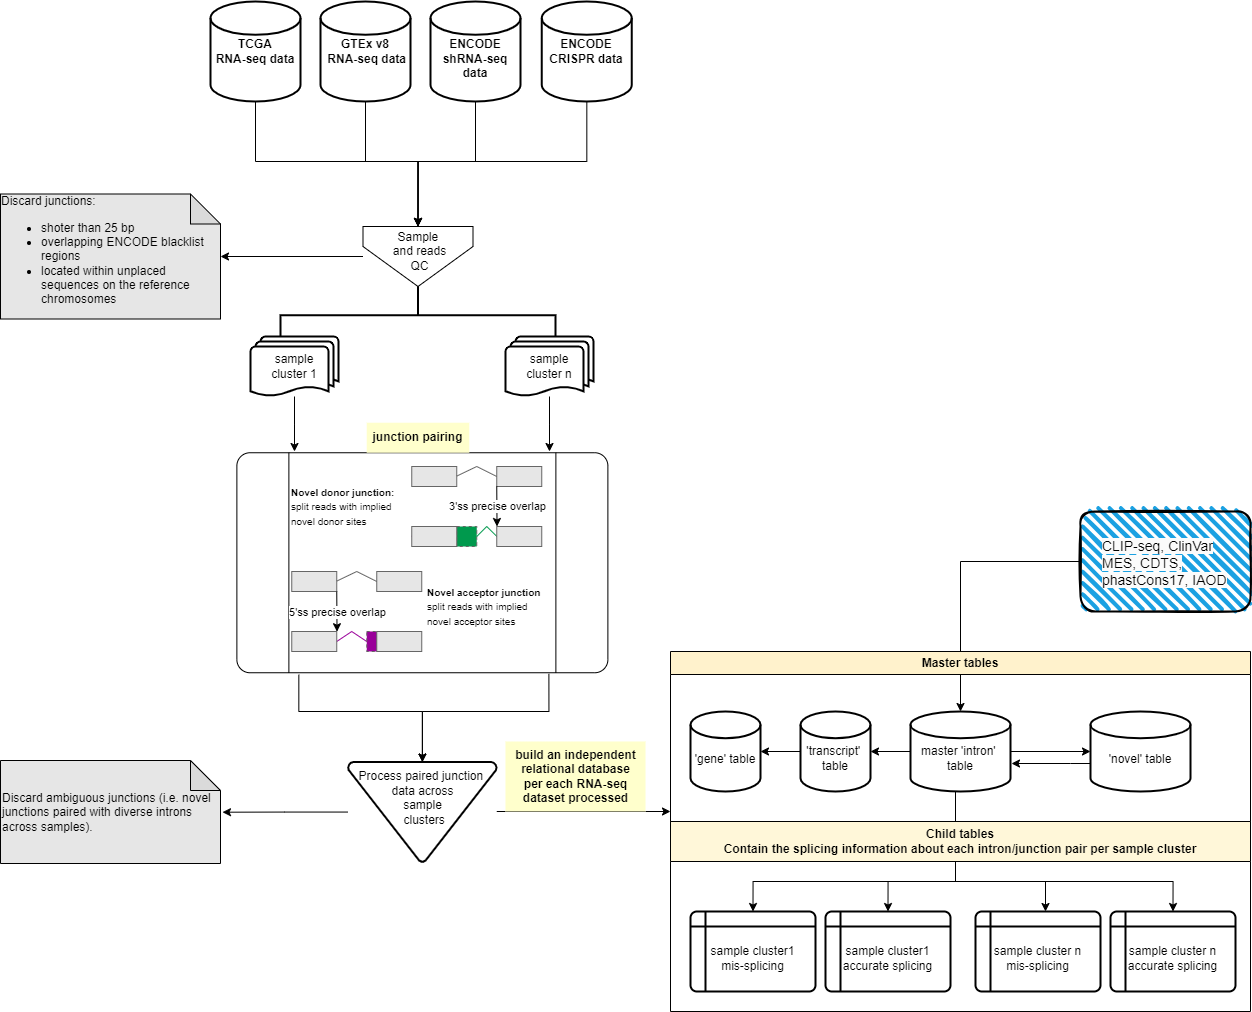 TCGA
RNA-seq data
GTEx v8
RNA-seq data
ENCODE
shRNA-seq
data
ENCODE
CRISPR data
Discard junctions:
• shoter than 25 bp
• overlapping ENCODE blacklist
regions
• located within unplaced
sequences on the reference
chromosomes
Sample
and reads
QC
sample
cluster 1
sample
cluster n
junction pairing
Novel donor junction:
split reads with implied
novel donor sites
3'ss precise overlap
5'ss precise overlap
Novel acceptor junction
split reads with implied
novel acceptor sites
CLIP-seq, ClinVar
MES, CDTS,
phastCons17, IAOD
Master tables
'gene' table
'transcript'
table
master 'intron'
table
'novel' table
Discard ambiguous junctions (i.e. novel
junctions paired with diverse introns
across samples).
Process paired junction
data across
sample
clusters
build an independent
relational database
per each RNA-seq
dataset processed
Child tables
Contain the splicing information about each intron/junction pair per sample cluster
sample cluster1
mis-splicing
sample cluster1
accurate splicing
sample cluster n
mis-splicing
sample cluster n
accurate splicing